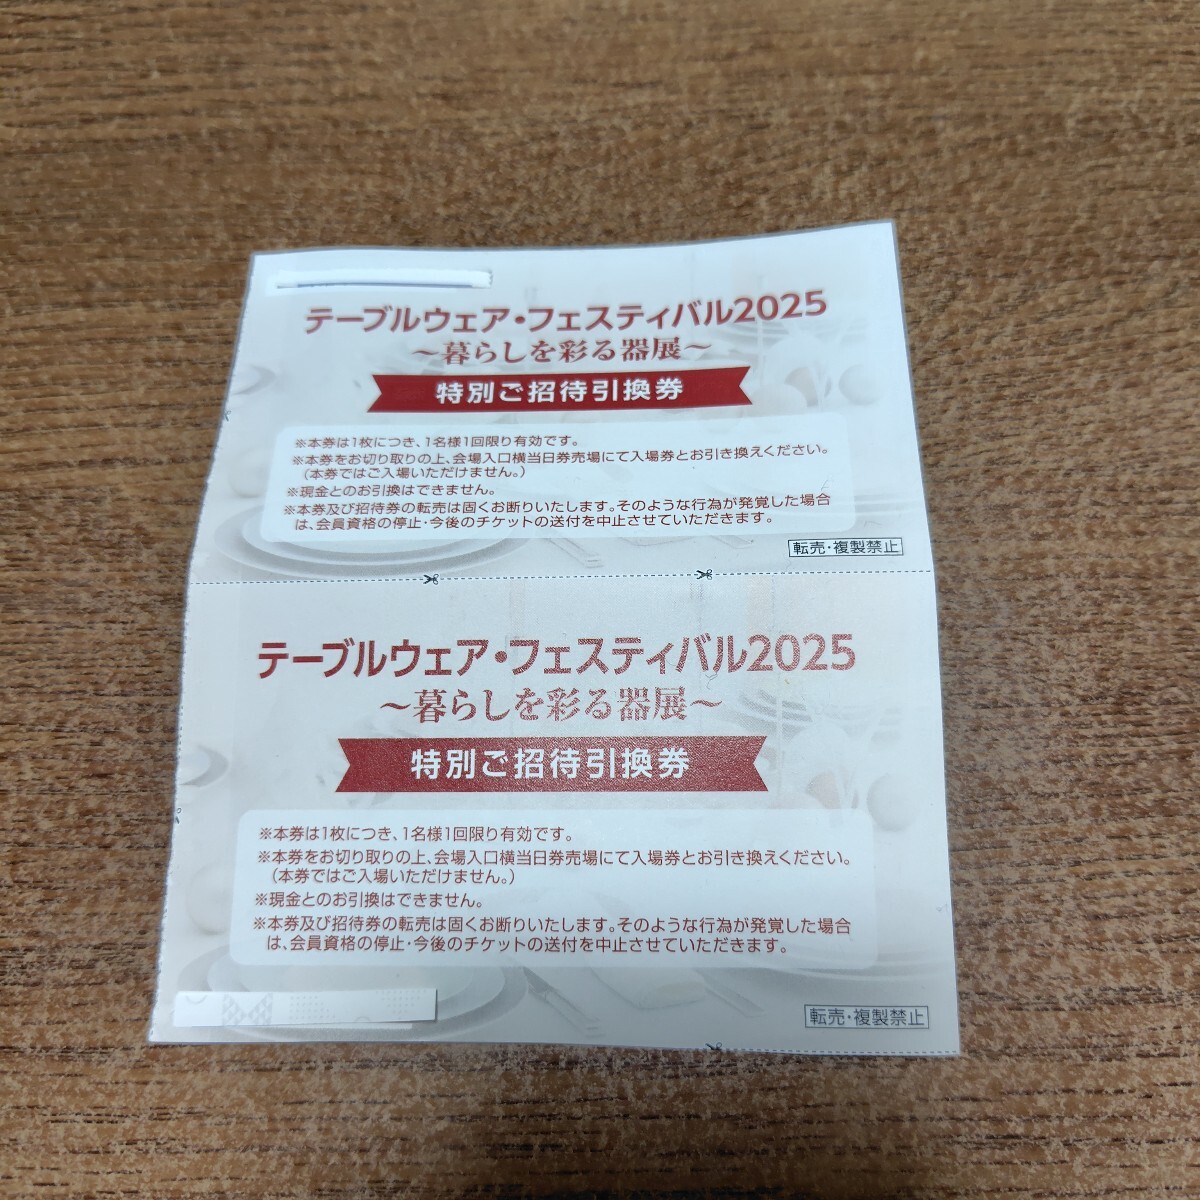 テーブルウェア・フェスティバル2025
～暮らしを彩る器展～
特別ご招待引換券
※本券は1枚につき、1名様1回限り有効です。
※本券をお切り取りの上、会場入口横当日券売場にて入場券とお引き換えください。
（本券ではご入場いただけません。）
※現金とのお引換はできません。
※本券及び招待券の転売は固くお断りいたします。そのような行為が発覚した場合
は、会員資格の停止・今後のチケットの送付を中止させていただきます。
転売・複製禁止
テーブルウェア・フェスティバル2025
～暮らしを彩る器展～
特別ご招待引換券
※本券は1枚につき、1名様1回限り有効です。
※本券をお切り取りの上、会場入口横当日券売場にて入場券とお引き換えください。
（本券ではご入場いただけません。）
※現金とのお引換はできません。
※本券及び招待券の転売は固くお断りいたします。そのような行為が発覚した場合
は、会員資格の停止・今後のチケットの送付を中止させていただきます。
転売・複製禁止